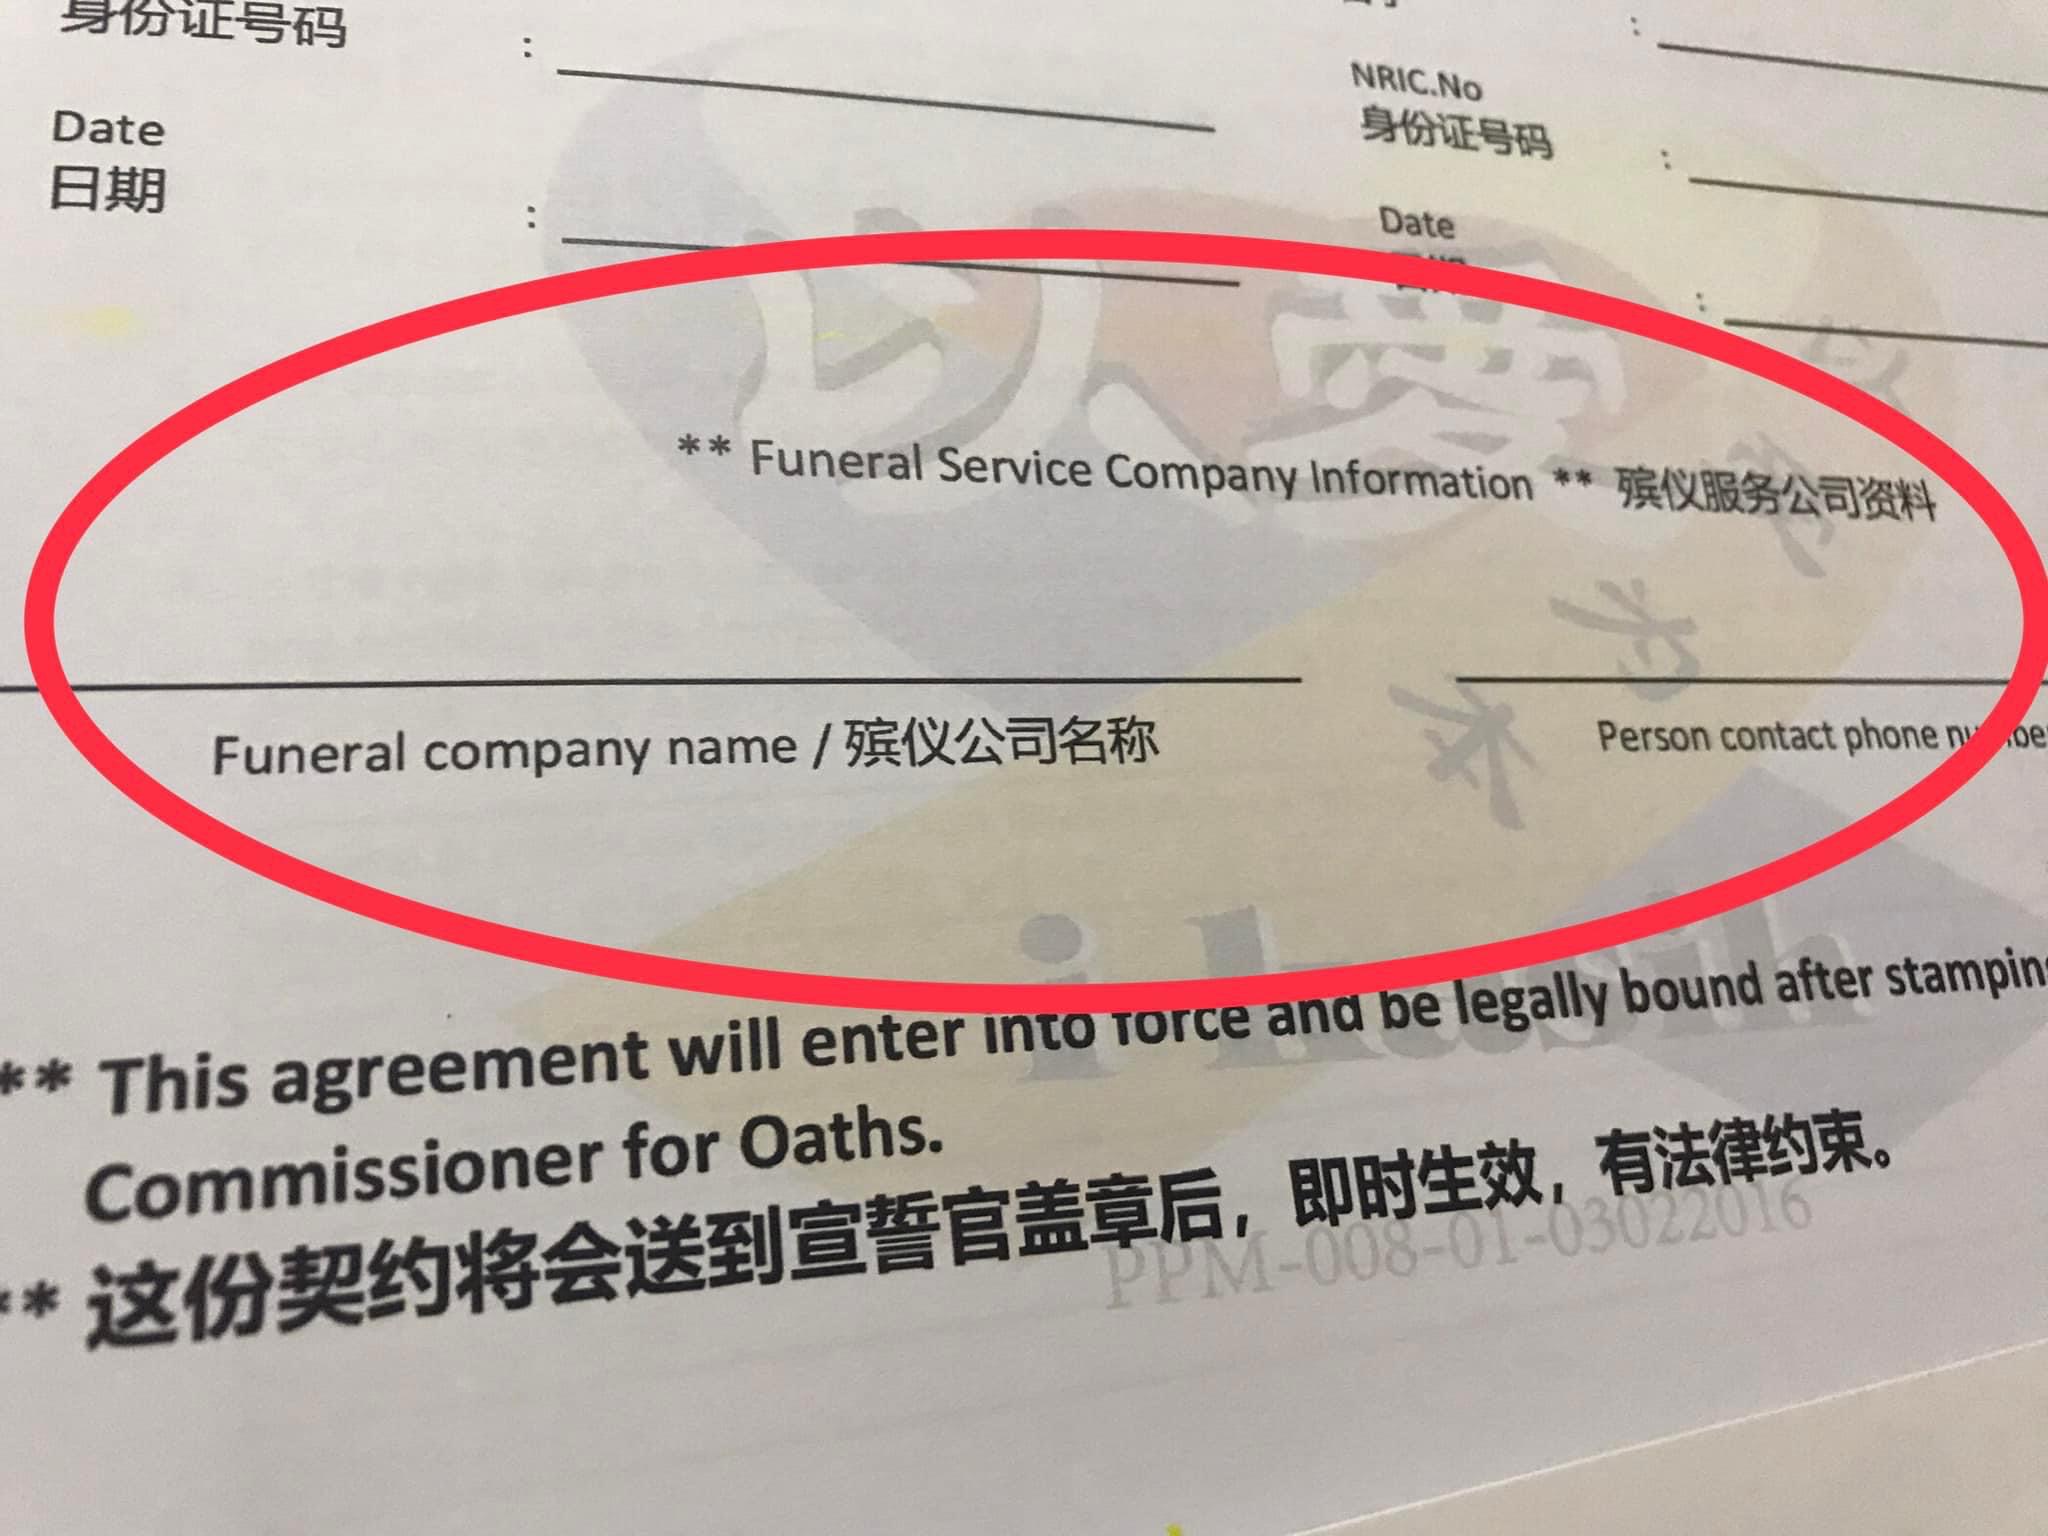 身份证号码 :
NRIC.No
身份证号码 :
Date
日期 :
Date
:
** Funeral Service Company Information ** 殡仪服务公司资料
Funeral company name / 殡仪公司名称
Person contact phone
** This agreement will enter into force and be legally bound after stamping
Commissioner for Oaths.
** 这份契约将会送到宣誓官盖章后，即时生效，有法律约束。
PPM-008-01-03022016